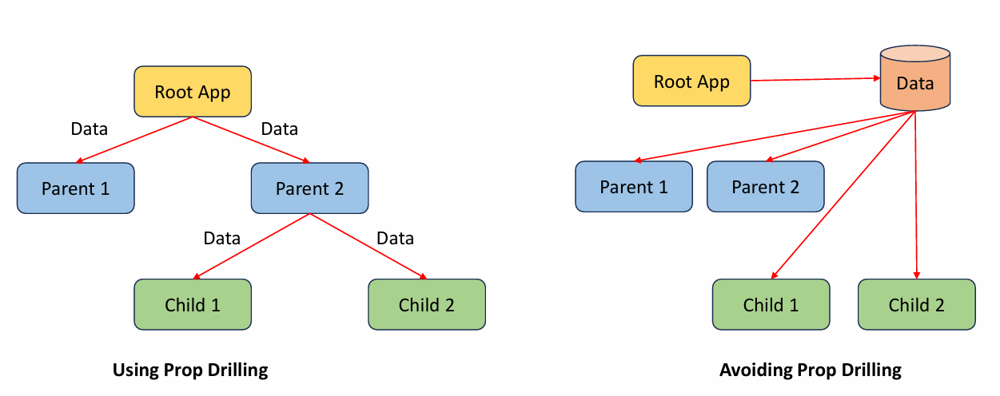 Root App
Data
Data
Parent 1
Parent 2
Data
Data
Child 1
Child 2
Using Prop Drilling
Root App
Data
Parent 1
Parent 2
Child 1
Child 2
Avoiding Prop Drilling